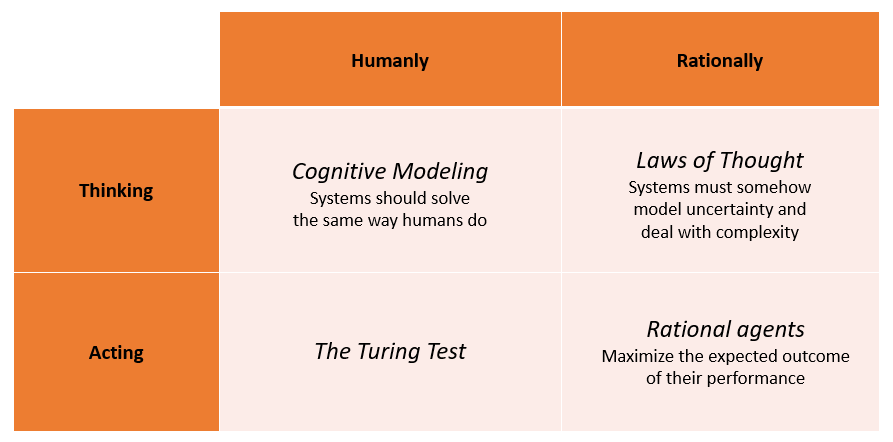 Humanly
Rationally
Thinking
Cognitive Modeling
Systems should solve
the same way humans do
Laws of Thought
Systems must somehow
model uncertainty and
deal with complexity
Acting
The Turing Test
Rational agents
Maximize the expected outcome
of their performance